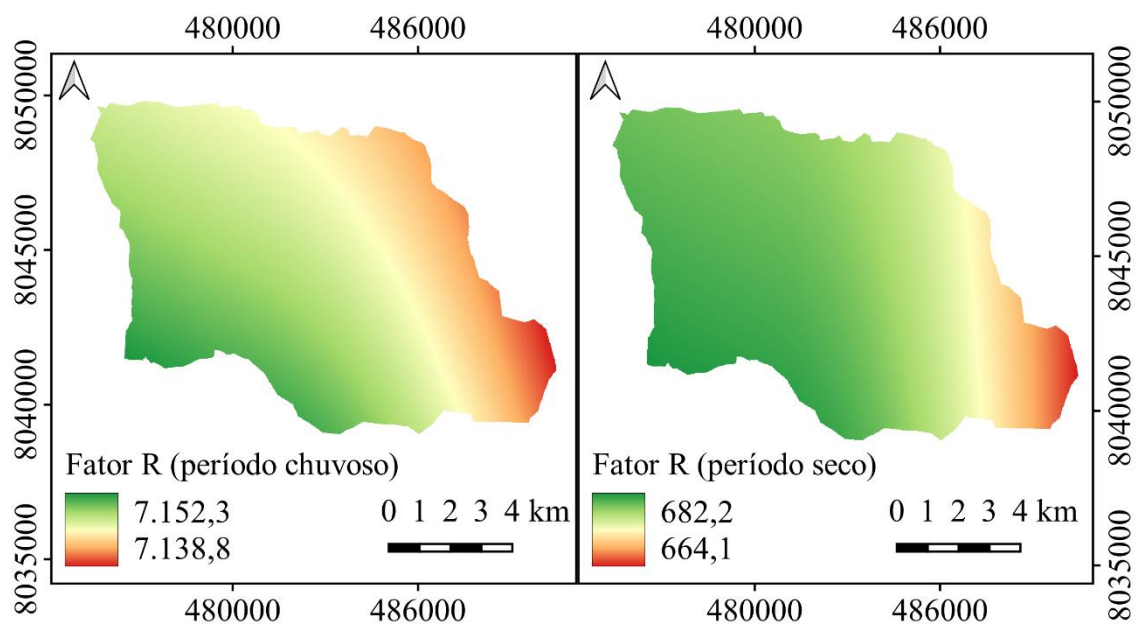 480000 486000 480000 486000
8050000 8050000
8045000 8045000
8040000 8040000
Fator R (período chuvoso) Fator R (período seco)
7.152,3 0 1 2 3 4 km 682,2 0 1 2 3 4 km
7.138,8 664,1
8035000 8035000
480000 486000 480000 486000